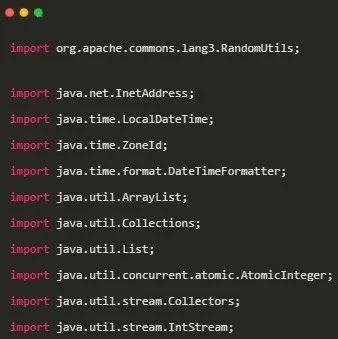 import org.apache.commons.lang3.RandomUtils;
import java.net.InetAddress;
import java.time.LocalDateTime;
import java.time.ZoneId;
import java.time.format.DateTimeFormatter;
import java.util.ArrayList;
import java.util.Collections;
import java.util.List;
import java.util.concurrent.atomic.AtomicInteger;
import java.util.stream.Collectors;
import java.util.stream.IntStream;